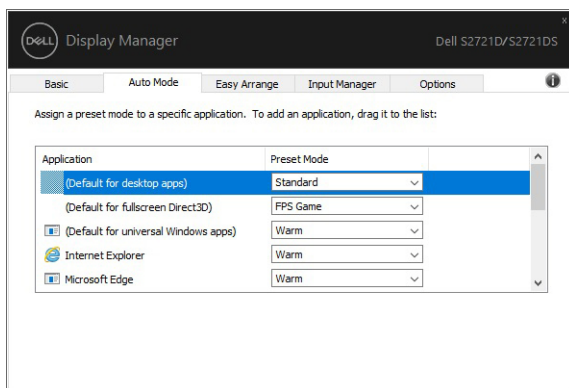 x
DELL Display Manager Dell S2721D/S2721DS
Basic Auto Mode Easy Arrange Input Manager Options i
Assign a preset mode to a specific application. To add an application, drag it to the list:
Application Preset Mode
(Default for desktop apps) Standard
(Default for fullscreen Direct3D) FPS Game
(Default for universal Windows apps) Warm
Internet Explorer Warm
Microsoft Edge Warm